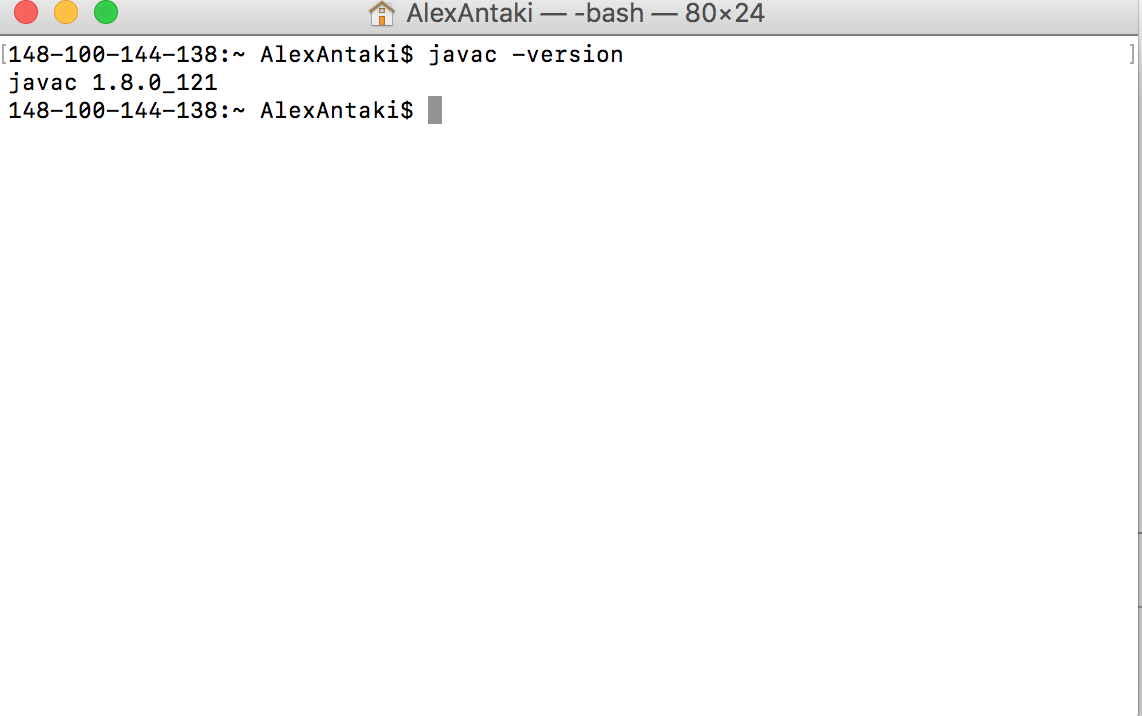 AlexAntaki — -bash — 80×24
[148-100-144-138:~ AlexAntaki$ javac -version ]
javac 1.8.0_121
148-100-144-138:~ AlexAntaki$